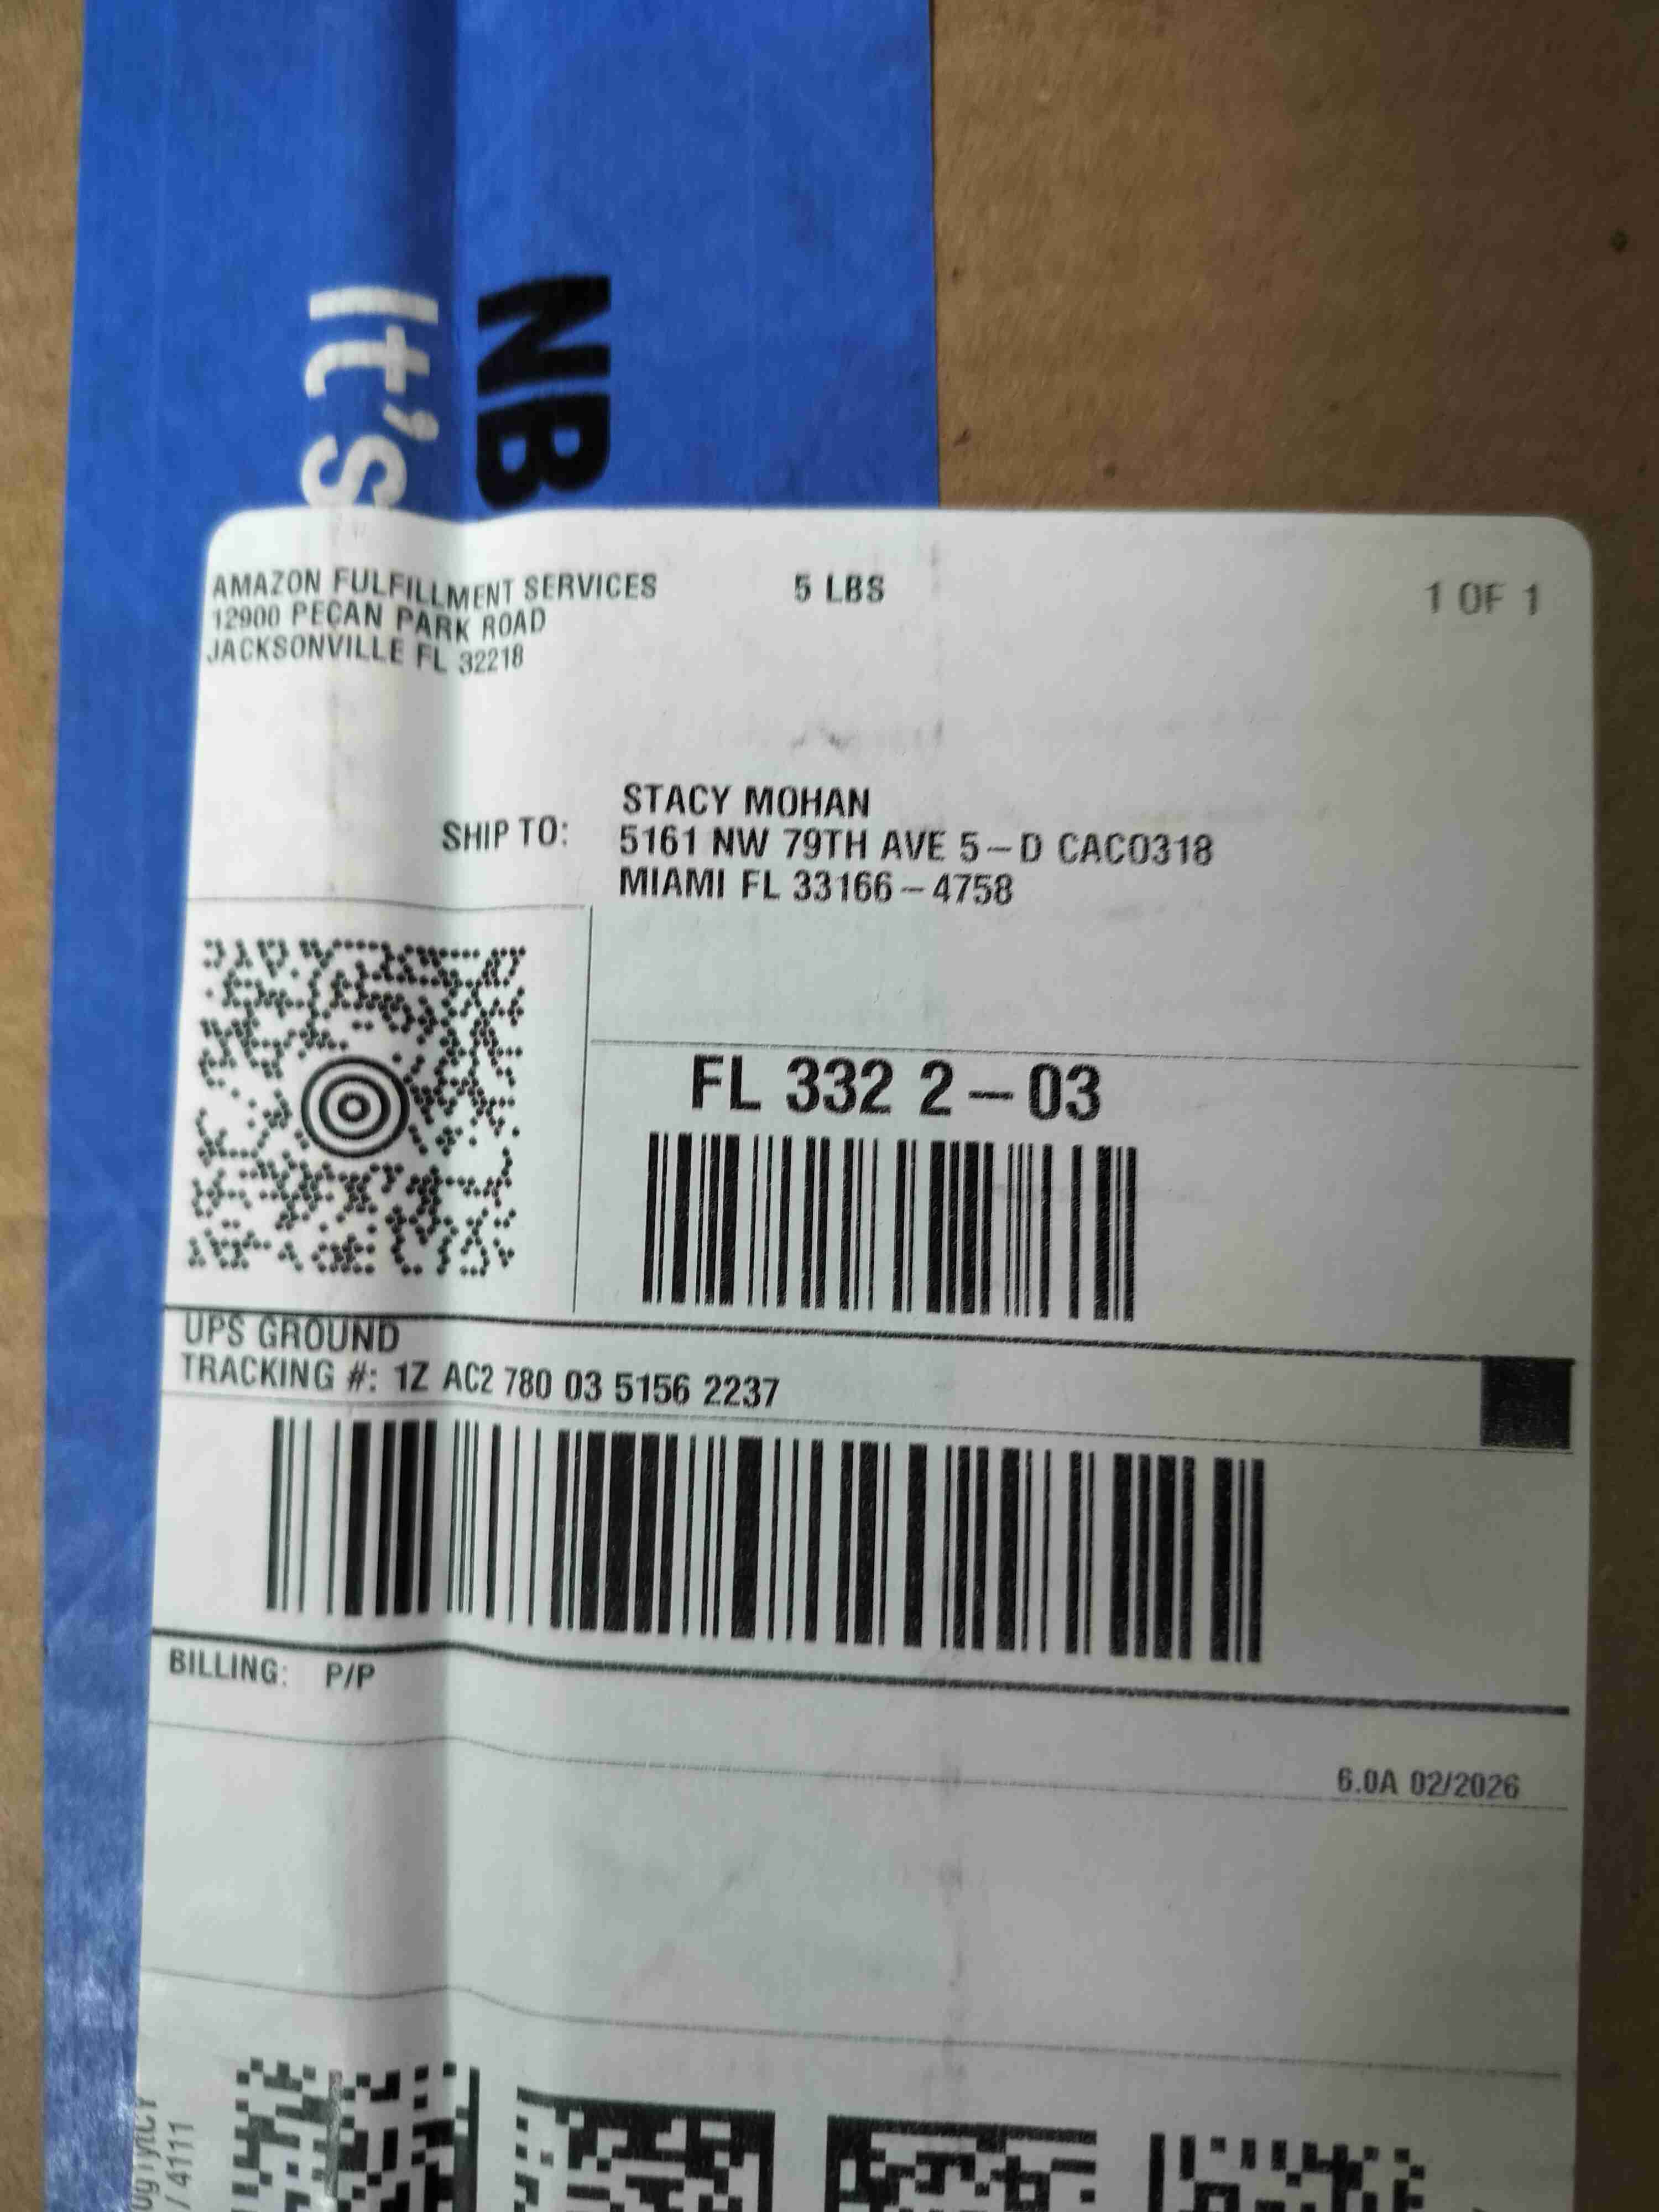 NB
It's
AMAZON FULFILLMENT SERVICES 5 LBS 1 OF 1
12900 PECAN PARK ROAD
JACKSONVILLE FL 32218
SHIP TO:
STACY MOHAN
5161 NW 79TH AVE 5-D CAC0318
MIAMI FL 33166-4758
FL 332 2-03
UPS GROUND
TRACKING #: 1Z AC2 780 03 5156 2237
BILLING: P/P
6.0A 02/2026
/ 4111